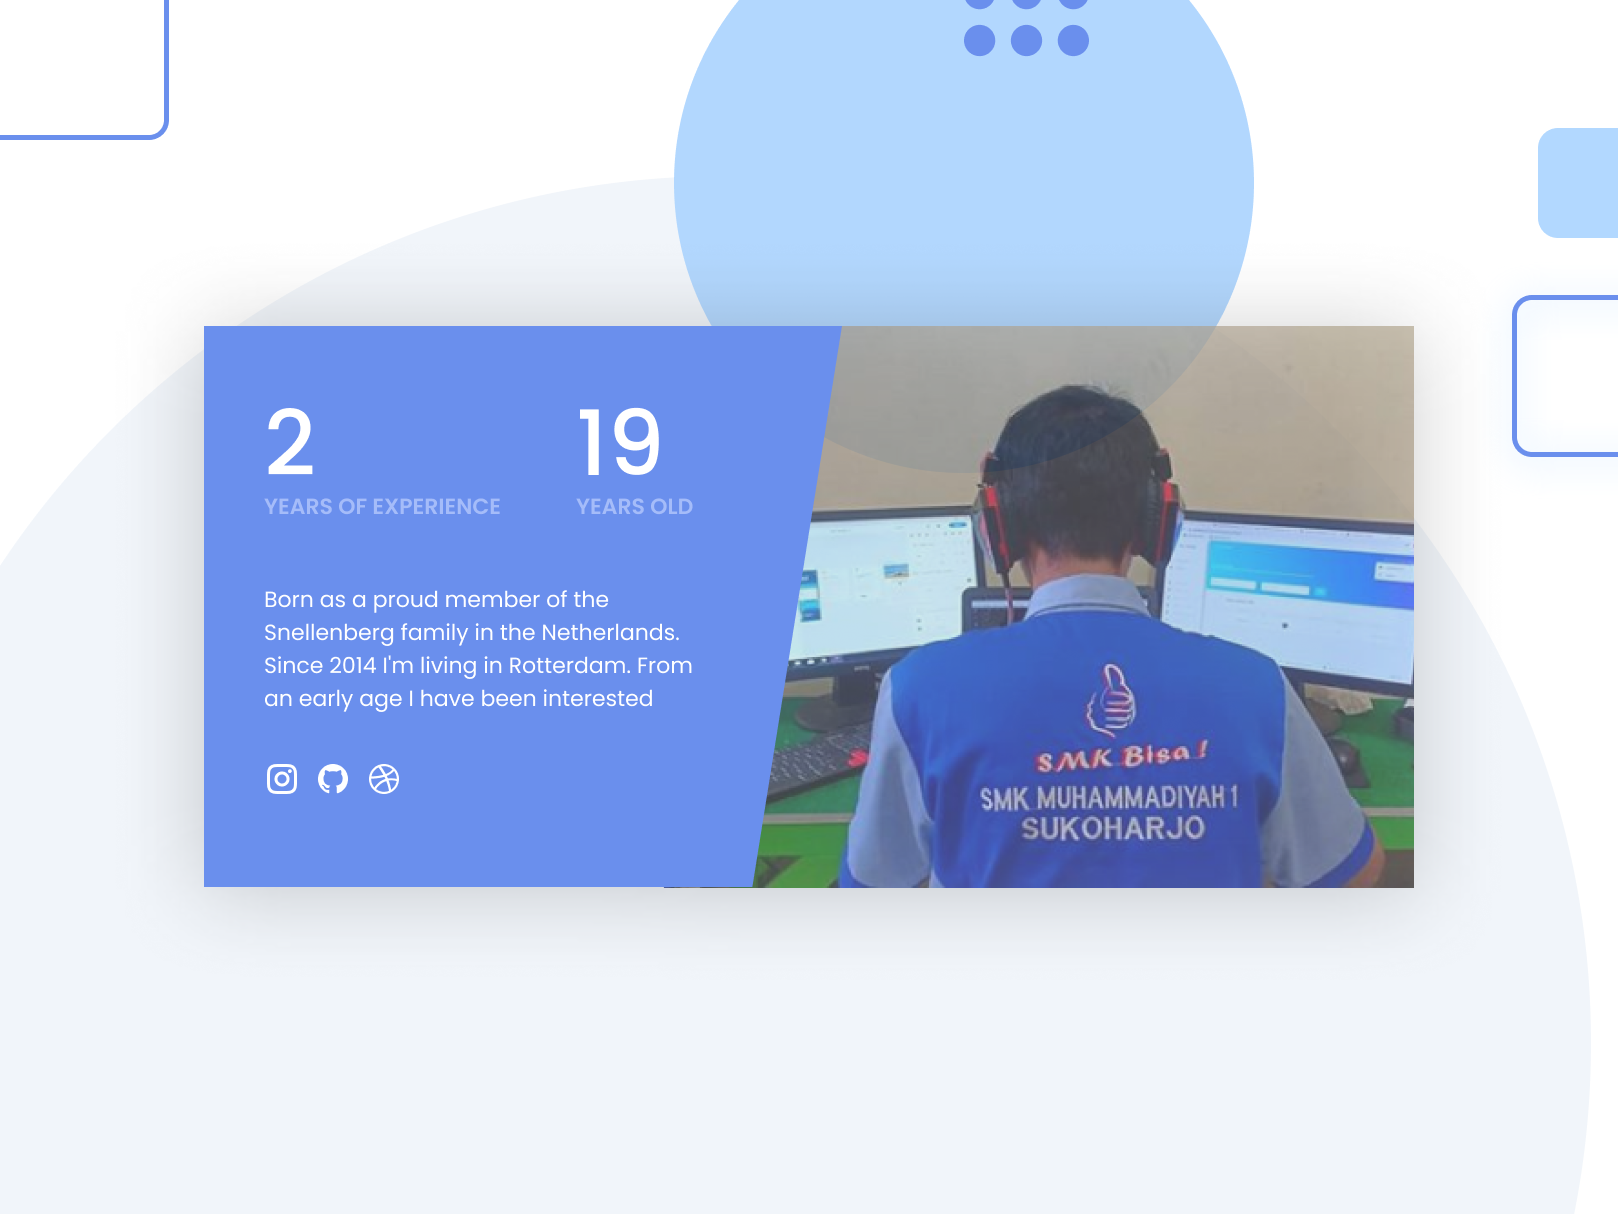 2
YEARS OF EXPERIENCE
19
YEARS OLD
Born as a proud member of the
Snellenberg family in the Netherlands.
Since 2014 I'm living in Rotterdam. From
an early age I have been interested
SMK Bisa !
SMK MUHAMMADIYAH 1
SUKOHARJO